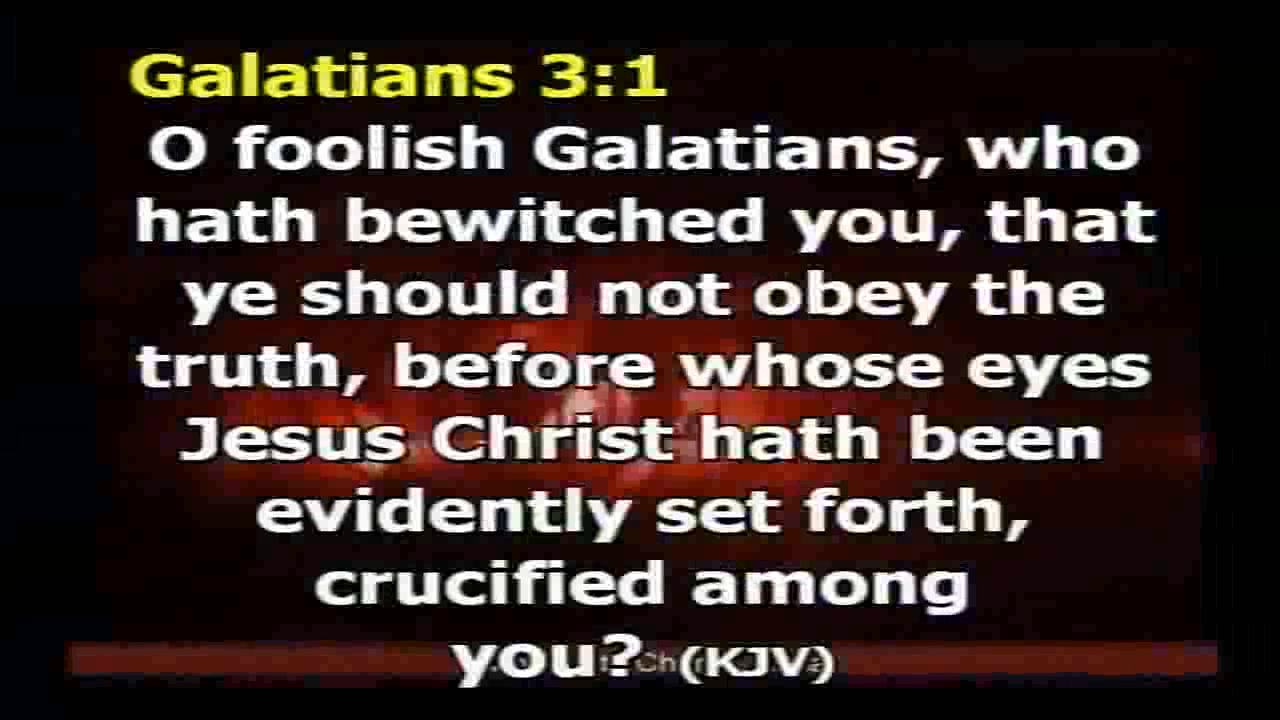 Galatians 3:1
O foolish Galatians, who
hath bewitched you, that
ye should not obey the
truth, before whose eyes
Jesus Christ hath been
evidently set forth,
crucified among
you? (KJV)